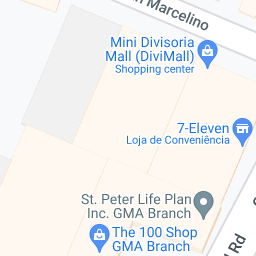 Marcelino
Mini Divisoria
Mall (DiviMall)
Shopping center
7-Eleven
Loja de Conveniência
St. Peter Life Plan
Inc. GMA Branch
The 100 Shop
GMA Branch
Rd